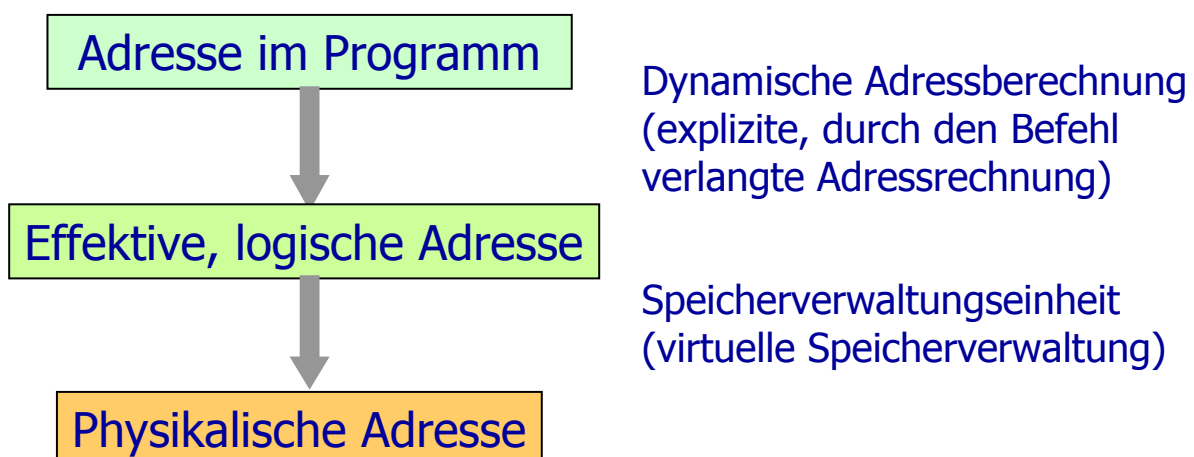 Adresse im Programm
Dynamische Adressberechnung
(explizite, durch den Befehl
verlangte Adressrechnung)
Effektive, logische Adresse
Speicherverwaltungseinheit
(virtuelle Speicherverwaltung)
Physikalische Adresse